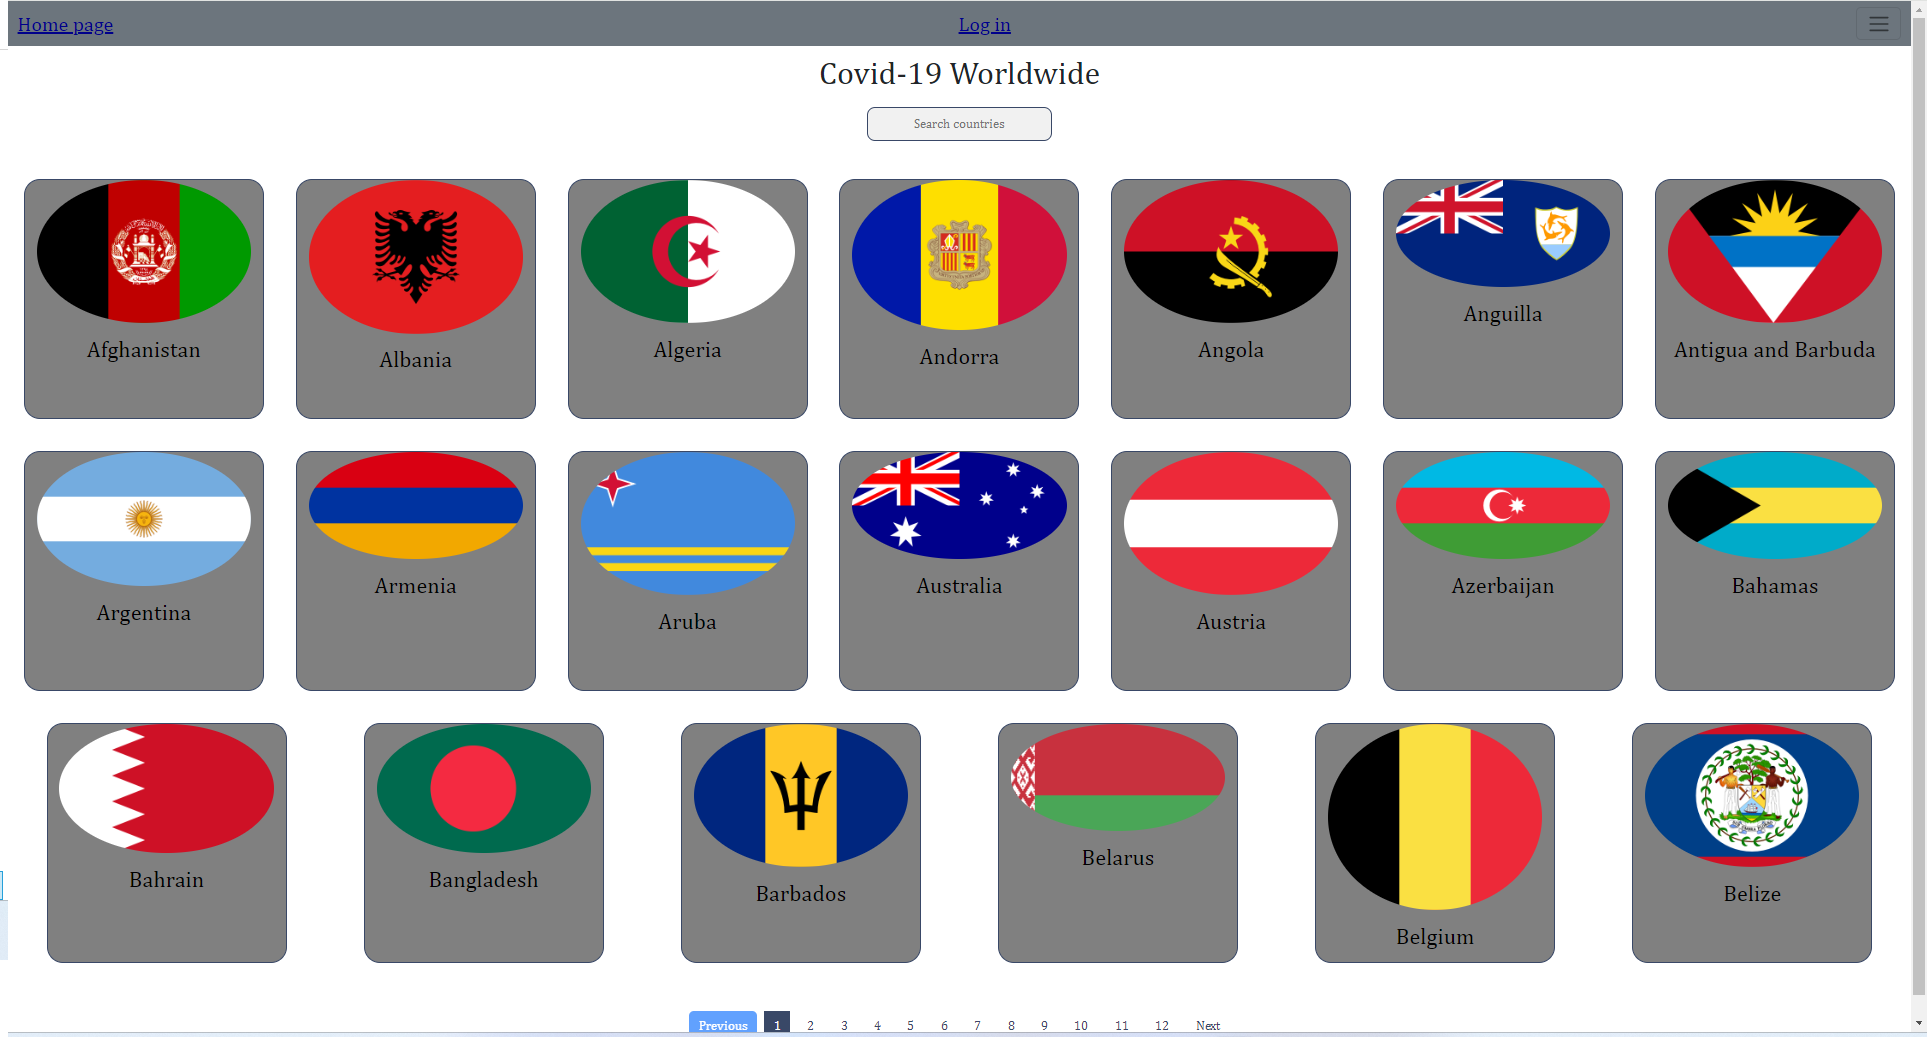 Home page
Log in
Covid-19 Worldwide
Search countries
Afghanistan
Albania
Algeria
Andorra
Angola
Anguilla
Antigua and Barbuda
Argentina
Armenia
Aruba
Australia
Austria
Azerbaijan
Bahamas
Bahrain
Bangladesh
Barbados
Belarus
Belgium
Belize
Previous 1 2 3 4 5 6 7 8 9 10 11 12 Next